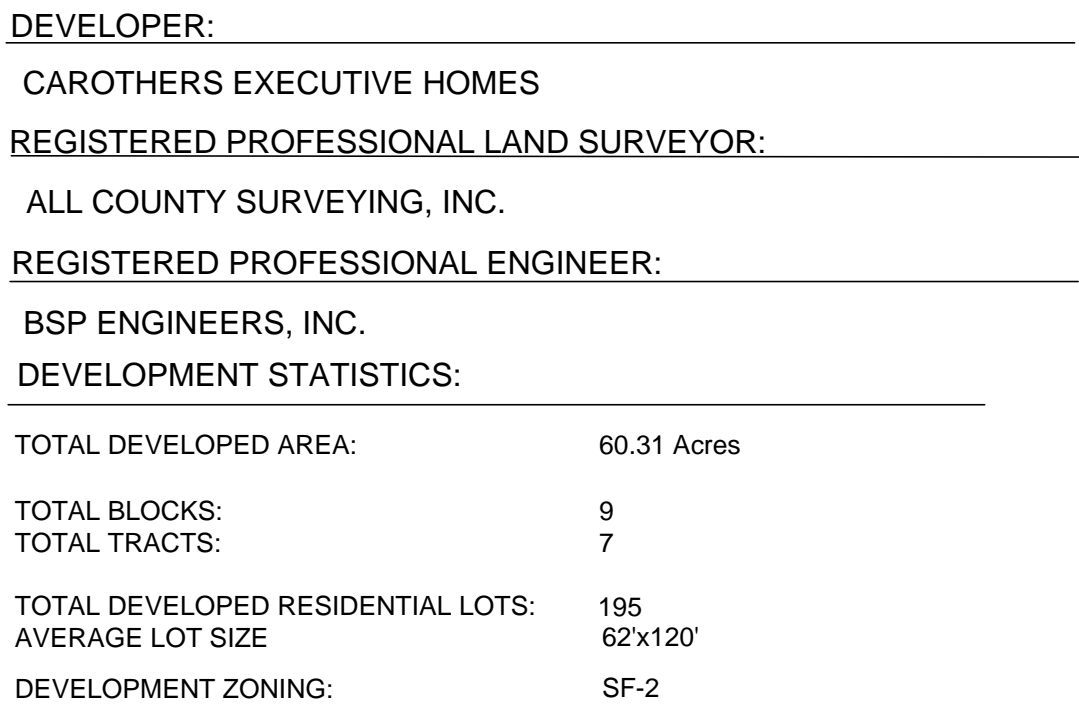 DEVELOPER:
CAROTHERS EXECUTIVE HOMES
REGISTERED PROFESSIONAL LAND SURVEYOR:
ALL COUNTY SURVEYING, INC.
REGISTERED PROFESSIONAL ENGINEER:
BSP ENGINEERS, INC.
DEVELOPMENT STATISTICS:
TOTAL DEVELOPED AREA: 60.31 Acres
TOTAL BLOCKS: 9
TOTAL TRACTS: 7
TOTAL DEVELOPED RESIDENTIAL LOTS: 195
AVERAGE LOT SIZE 62'x120'
DEVELOPMENT ZONING: SF-2